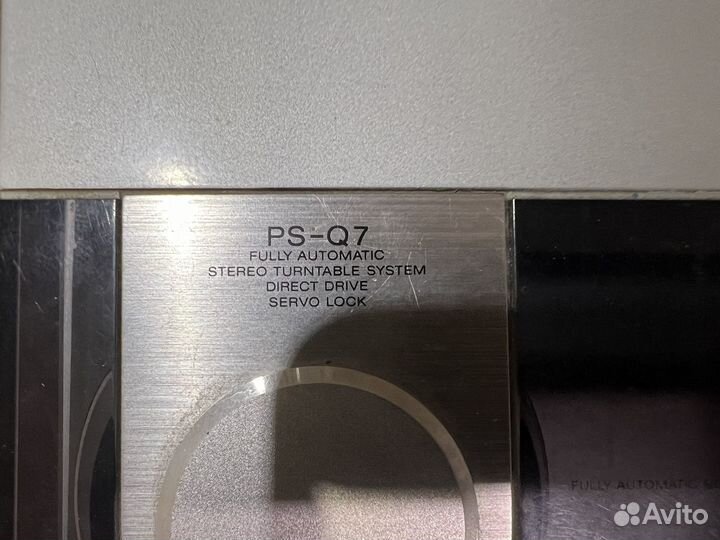 PS-Q7
FULLY AUTOMATIC
STEREO TURNTABLE SYSTEM
DIRECT DRIVE
SERVO LOCK
FULLY AUTOMATIC
Avito